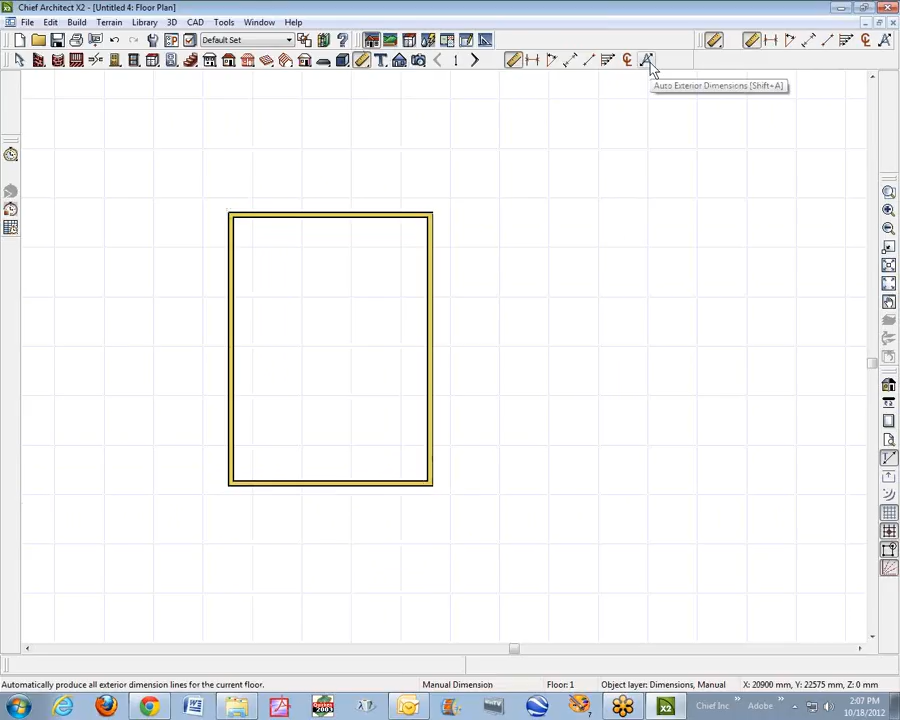 Chief Architect X2 - [Untitled 4: Floor Plan]
File Edit Build Terrain Library 3D CAD Tools Window Help
Default Set
1
Auto Exterior Dimensions [Shift+A]
Automatically produce all exterior dimension lines for the current floor.
Manual Dimension
Floor: 1
Object layer: Dimensions, Manual
X: 20900 mm, Y: 22575 mm, Z: 0 mm
Chief Inc
Adobe
2:07 PM
10/18/2012